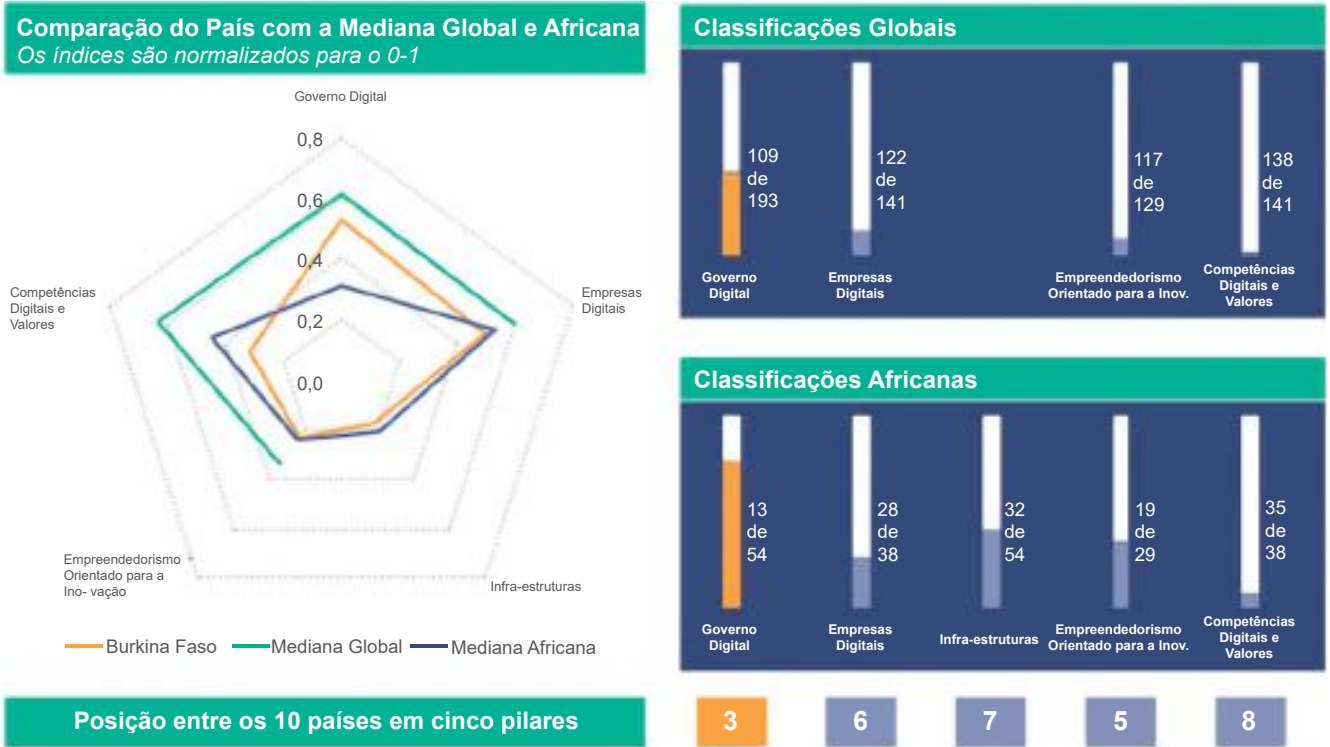 Comparação do País com a Mediana Global e Africana
Os índices são normalizados para o 0-1
Governo Digital
0,8
0,6
0,4
0,2
0,0
Competências
Digitais e
Valores
Empresas
Digitais
Empreendedorismo
Orientado para a
Ino- vação
Infra-estruturas
Burkina Faso
Mediana Global
Mediana Africana
Classificações Globais
109
de
193
122
de
141
117
de
129
138
de
141
Governo
Digital
Empresas
Digitais
Empreendedorismo
Orientado para a Inov.
Competências
Digitais e
Valores
Classificações Africanas
13
de
54
28
de
38
32
de
54
19
de
29
35
de
38
Governo
Digital
Empresas
Digitais
Infra-estruturas
Empreendedorismo
Orientado para a Inov.
Competências
Digitais e
Valores
Posição entre os 10 países em cinco pilares
3
6
7
5
8